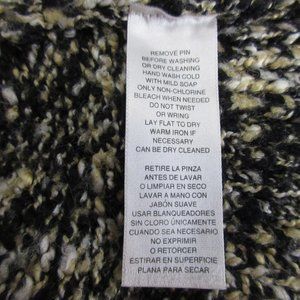 REMOVE PIN
BEFORE WASHING
OR DRY CLEANING
HAND WASH COLD
WITH MILD SOAP
ONLY NON-CHLORINE
BLEACH WHEN NEEDED
DO NOT TWIST
OR WRING
LAY FLAT TO DRY
WARM IRON IF
NECESSARY
CAN BE DRY CLEANED
RETIRE LA PINZA
ANTES DE LAVAR
O LIMPIAR EN SECO
LAVAR A MANO CON
JABÓN SUAVE
USAR BLANQUEADORES
SIN CLORO ÚNICAMENTE
CUANDO SEA NECESARIO
NO EXPRIMIR
O RETORCER
ESTIRAR EN SUPERFICIE
PLANA PARA SECAR